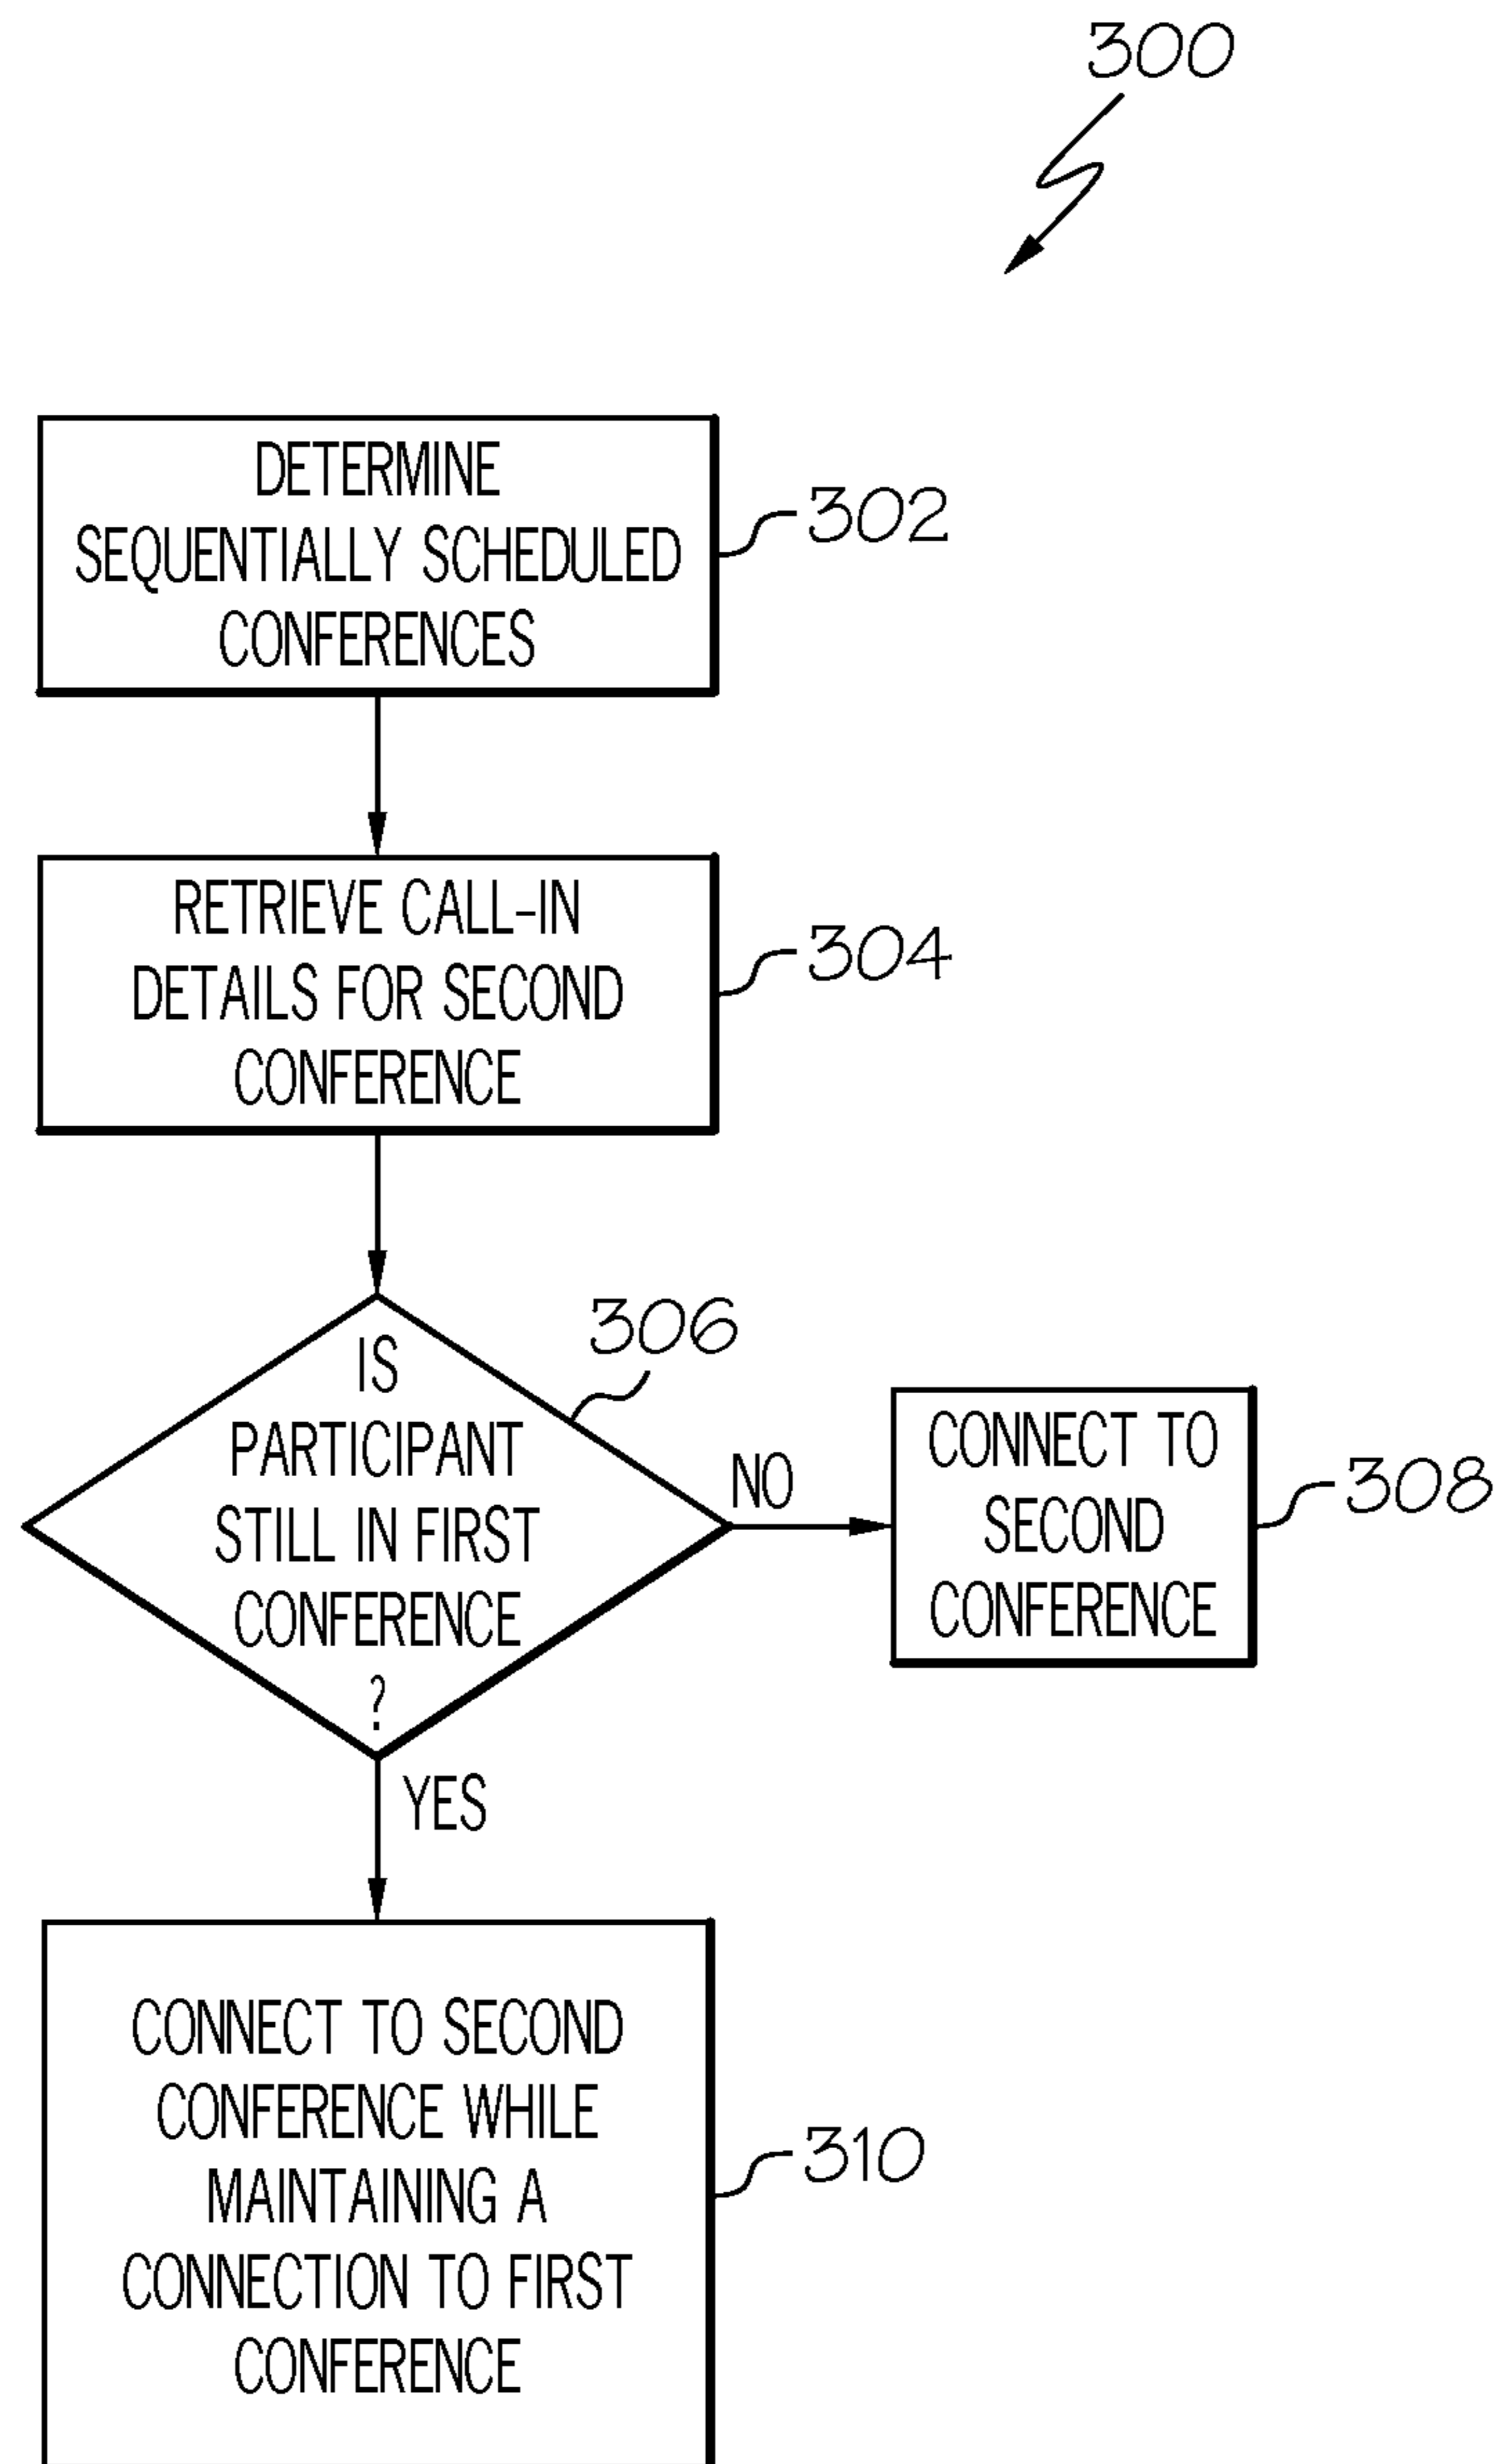 300
DETERMINE
SEQUENTIALLY SCHEDULED
CONFERENCES
302
RETRIEVE CALL-IN
DETAILS FOR SECOND
CONFERENCE
304
306
IS
PARTICIPANT
STILL IN FIRST
CONFERENCE
?
NO
CONNECT TO
SECOND
CONFERENCE
308
YES
CONNECT TO SECOND
CONFERENCE WHILE
MAINTAINING A
CONNECTION TO FIRST
CONFERENCE
310